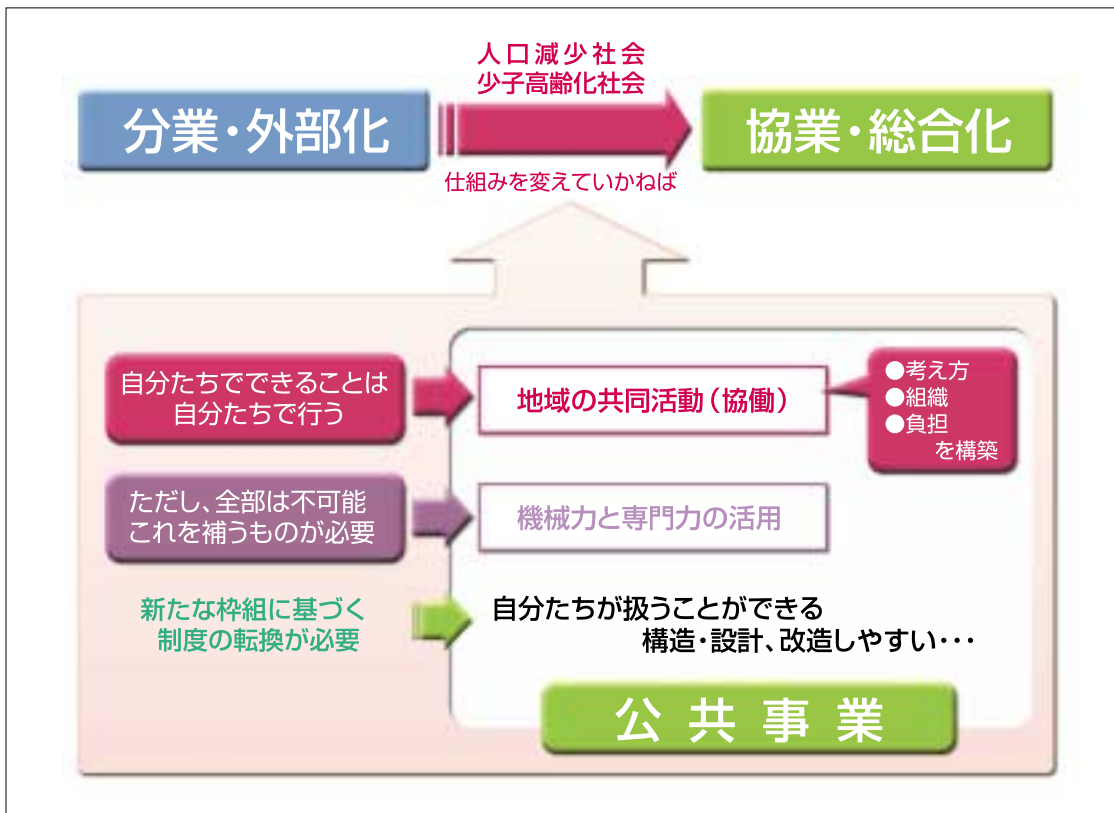 人口減少社会
少子高齢化社会
分業・外部化
協業・総合化
仕組みを変えていかねば
自分たちでできることは
自分たちで行う
地域の共同活動(協働)
●考え方
●組織
●負担
を構築
ただし、全部は不可能
これを補うものが必要
機械力と専門力の活用
新たな枠組に基づく
制度の転換が必要
自分たちが扱うことができる
構造・設計、改造しやすい・・・
公共事業